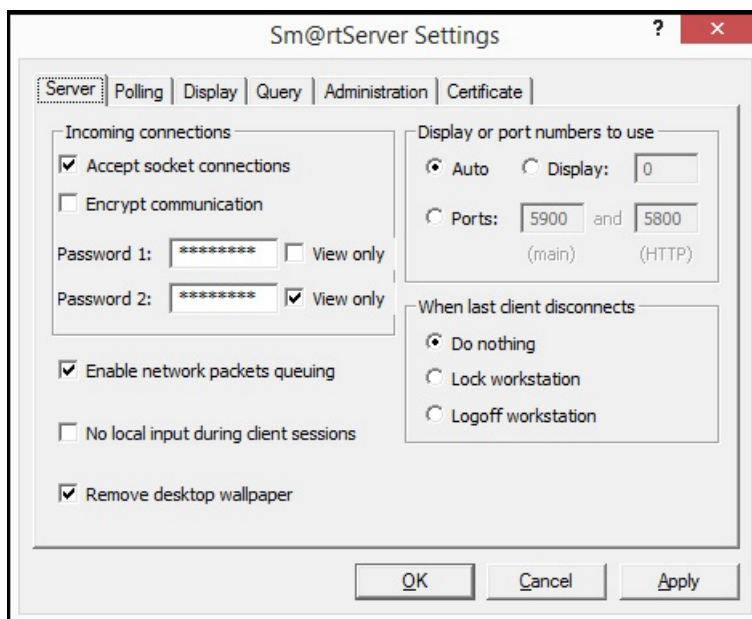 Sm@rtServer Settings
? ×
Server Polling Display Query Administration Certificate
Incoming connections
Accept socket connections
Encrypt communication
Password 1: ******** View only
Password 2: ******** View only
Enable network packets queuing
No local input during client sessions
Remove desktop wallpaper
Display or port numbers to use
Auto Display: 0
Ports: 5900 and 5800
(main) (HTTP)
When last client disconnects
Do nothing
Lock workstation
Logoff workstation
OK Cancel Apply